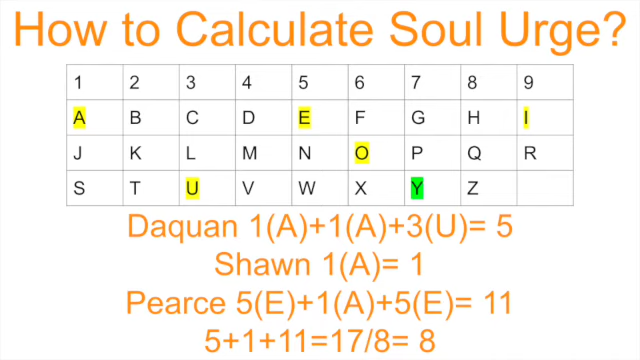 How to Calculate Soul Urge?
1 2 3 4 5 6 7 8 9
A B C D E F G H I
J K L M N O P Q R
S T U V W X Y Z
Daquan 1(A)+1(A)+3(U)= 5
Shawn 1(A)= 1
Pearce 5(E)+1(A)+5(E)= 11
5+1+11=17/8= 8